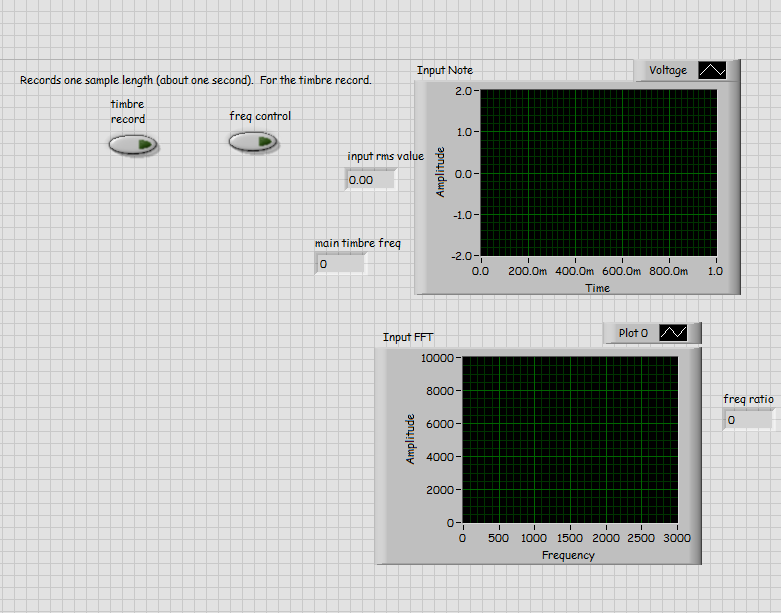 Input Note
Voltage
Records one sample length (about one second).  For the timbre record.
timbre
record
freq control
input rms value
0.00
main timbre freq
0
2.0
1.0
0.0
-1.0
-2.0
Amplitude
0.0 200.0m 400.0m 600.0m 800.0m 1.0
Time
Input FFT
Plot 0
10000
8000
6000
4000
2000
0
Amplitude
0 500 1000 1500 2000 2500 3000
Frequency
freq ratio
0